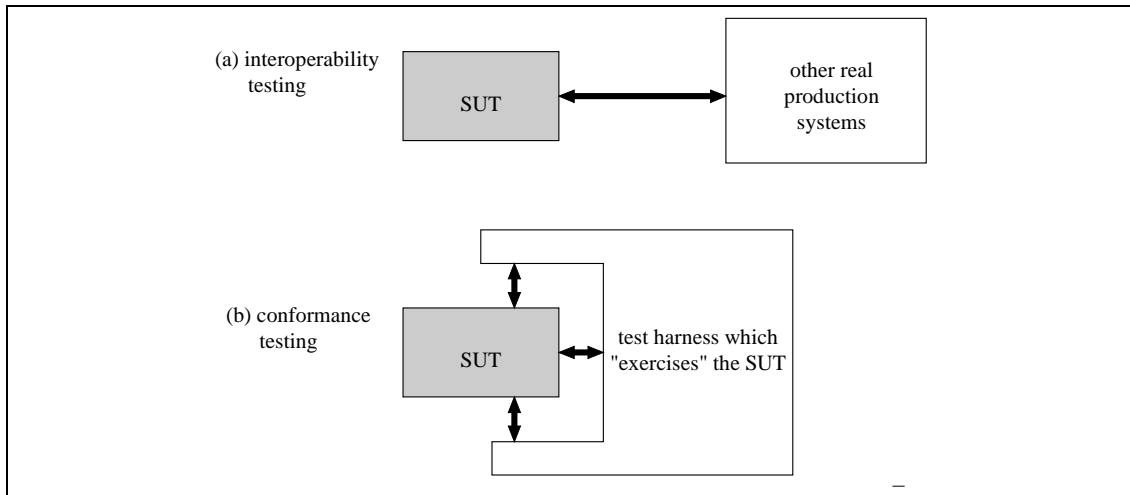 (a) interoperability
testing
SUT
other real
production
systems
(b) conformance
testing
SUT
test harness which
"exercises" the SUT